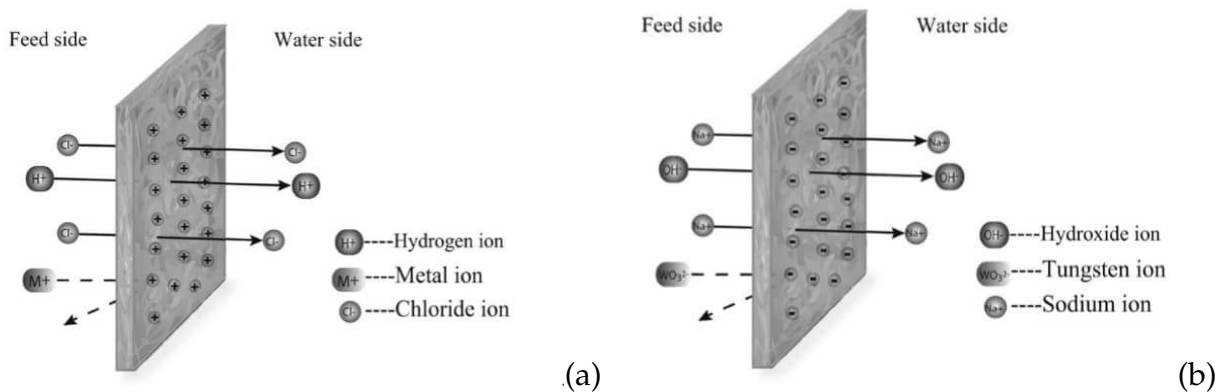 Feed side
Water side
Cl-
Cl-
H+
H+
Cl-
Cl-
M+
H+ ----Hydrogen ion
M+ ----Metal ion
Cl- ----Chloride ion
.(a)
Feed side
Water side
Na+
Na+
OH-
OH-
Na+
Na+
WO₃²⁻
OH- ----Hydroxide ion
WO₃²⁻ ----Tungsten ion
Na+ ----Sodium ion
(b)